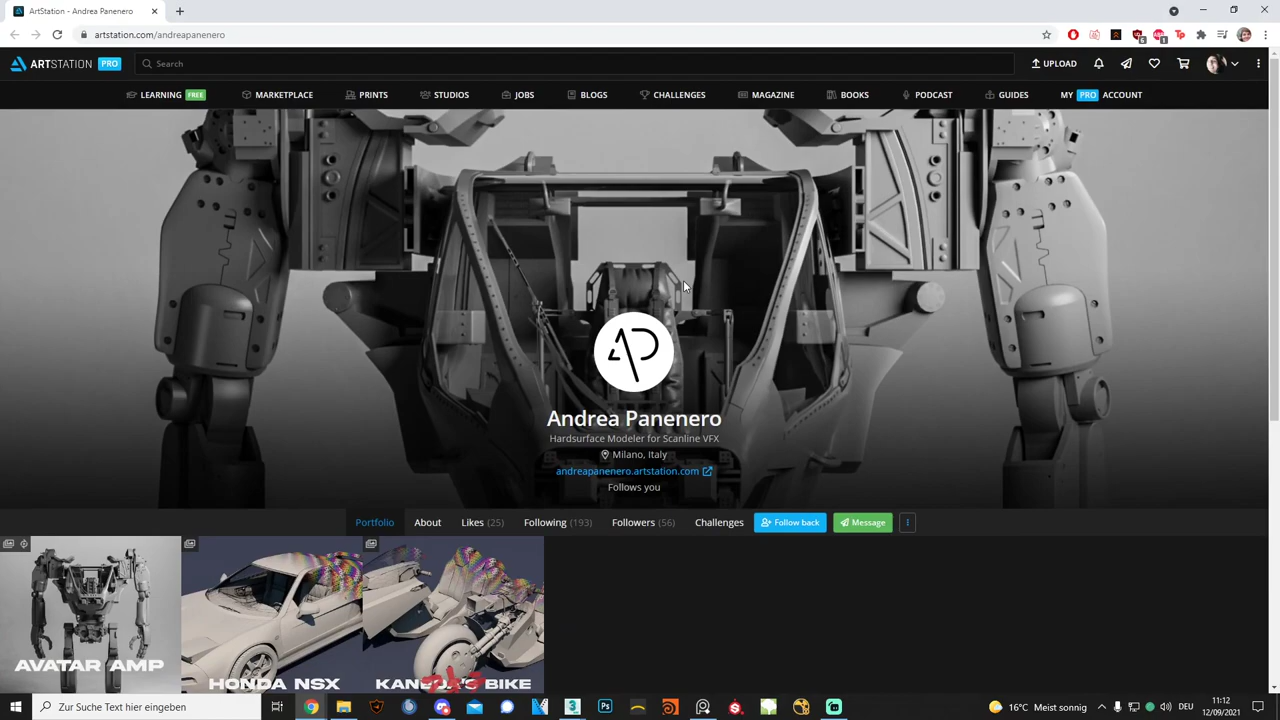 ArtStation - Andrea Panenero
artstation.com/andreapanenero
ARTSTATION PRO
Search
UPLOAD
LEARNING FREE
MARKETPLACE
PRINTS
STUDIOS
JOBS
BLOGS
CHALLENGES
MAGAZINE
BOOKS
PODCAST
GUIDES
MY PRO ACCOUNT
AP
Andrea Panenero
Hardsurface Modeler for Scanline VFX
Milano, Italy
andreapanenero.artstation.com
Follows you
Portfolio
About
Likes (25)
Following (193)
Followers (56)
Challenges
Follow back
Message
AVATAR AMP
HONDA NSX
BIKE
Zur Suche Text hier eingeben
16°C Meist sonnig
DEU
11:12
12/09/2021